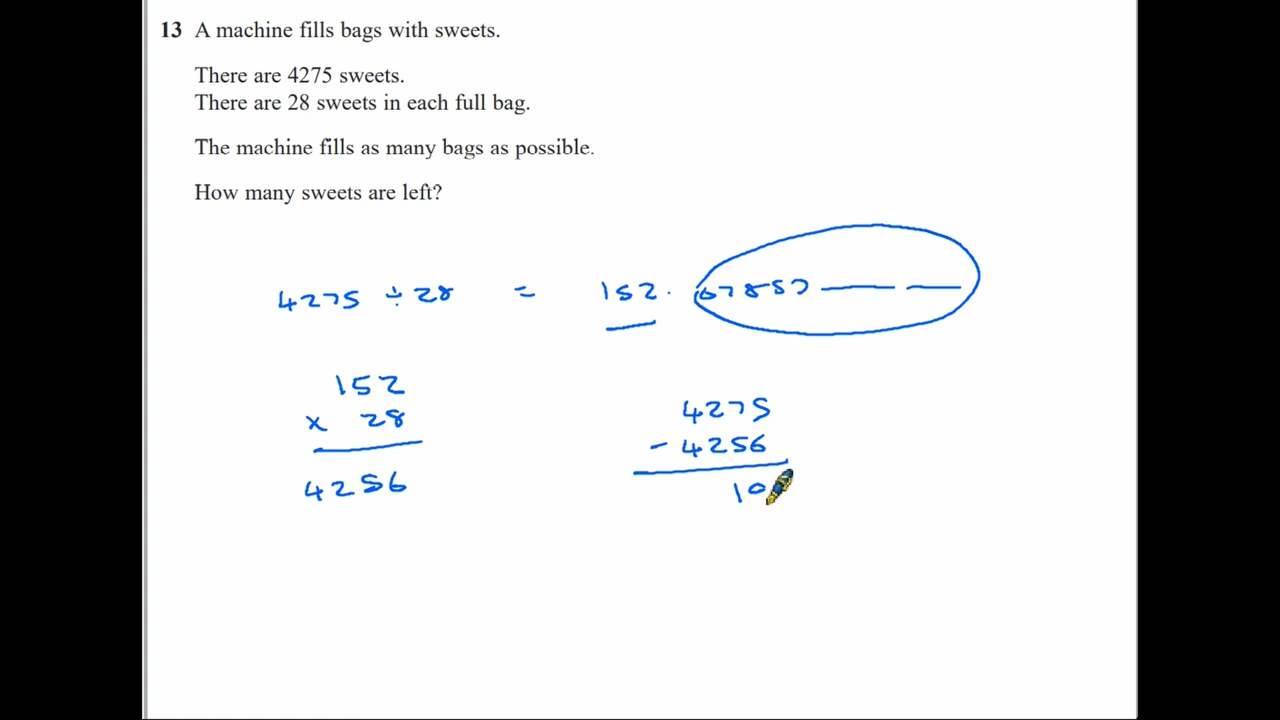 13 A machine fills bags with sweets.
There are 4275 sweets.
There are 28 sweets in each full bag.
The machine fills as many bags as possible.
How many sweets are left?
4275 ÷ 28 = 152.67857
152
x 28
4256
4275
- 4256